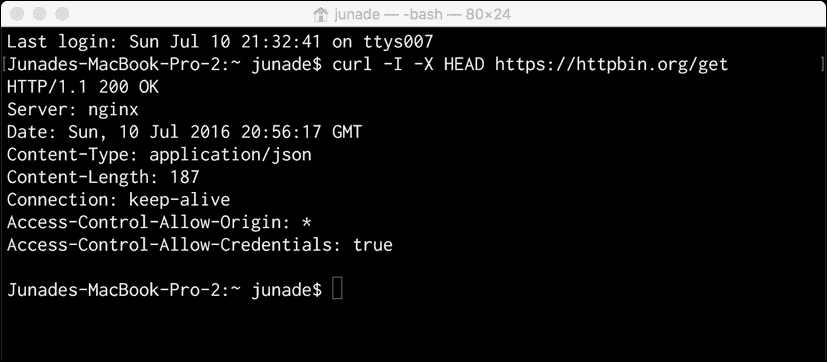 junade — -bash — 80×24
Last login: Sun Jul 10 21:32:41 on ttys007
[Junades-MacBook-Pro-2:~ junade$ curl -I -X HEAD https://httpbin.org/get ]
HTTP/1.1 200 OK
Server: nginx
Date: Sun, 10 Jul 2016 20:56:17 GMT
Content-Type: application/json
Content-Length: 187
Connection: keep-alive
Access-Control-Allow-Origin: *
Access-Control-Allow-Credentials: true
Junades-MacBook-Pro-2:~ junade$